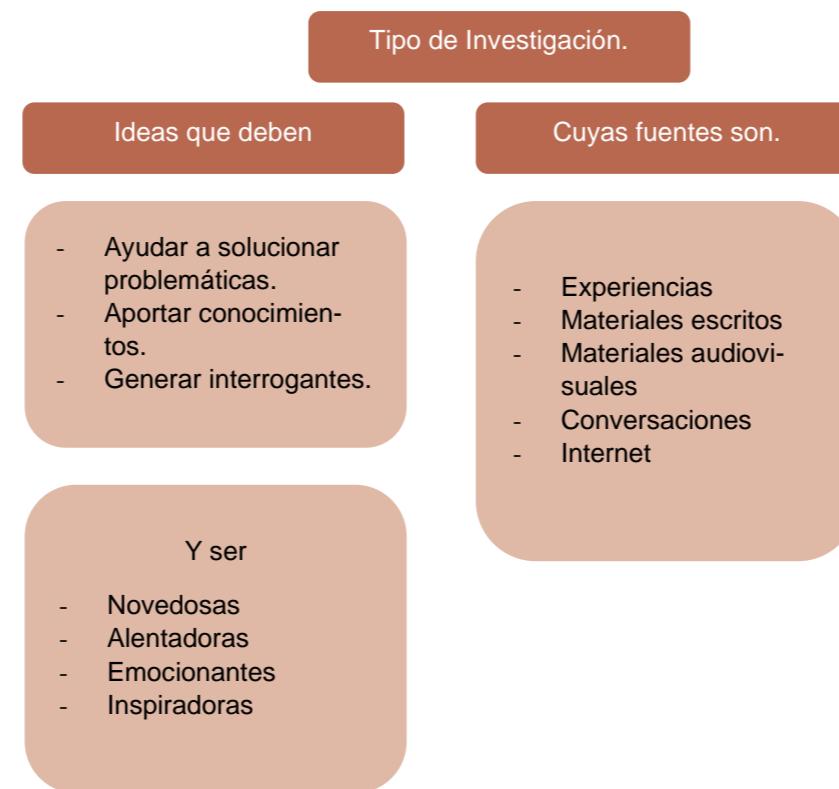 Tipo de Investigación.
Ideas que deben
- Ayudar a solucionar
problemáticas.
- Aportar conocimien-
tos.
- Generar interrogantes.
Y ser
- Novedosas
- Alentadoras
- Emocionantes
- Inspiradoras
Cuyas fuentes son.
- Experiencias
- Materiales escritos
- Materiales audiovi-
suales
- Conversaciones
- Internet